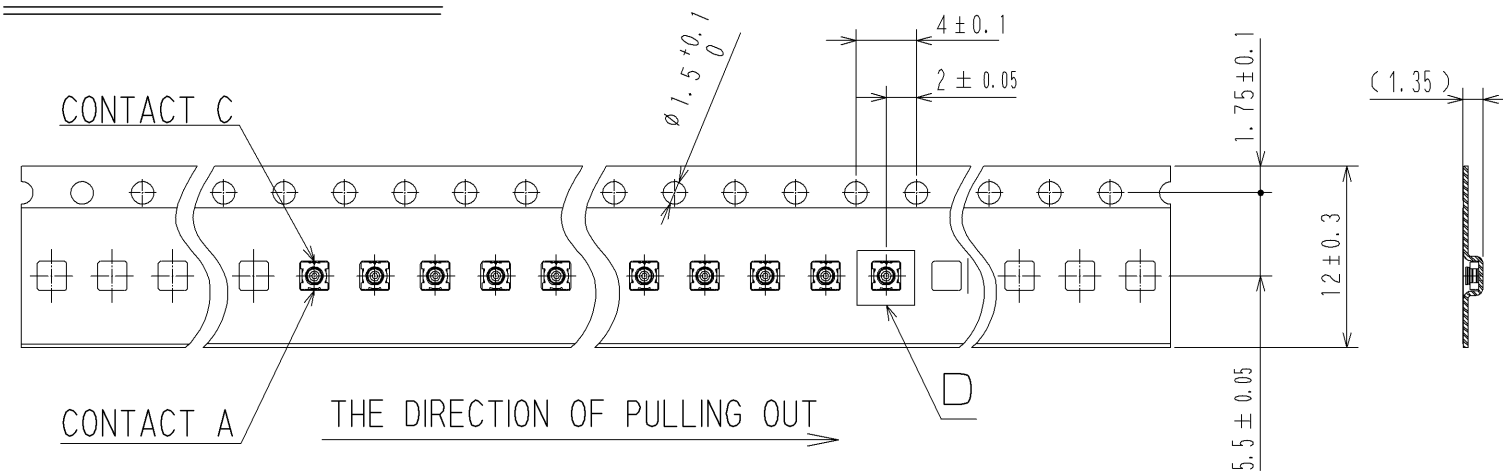 4±0.1
φ1.5 +0.1 0
2±0.05
1.75±0.1
(1.35)
CONTACT C
12±0.3
CONTACT A
THE DIRECTION OF PULLING OUT
D
5.5±0.05